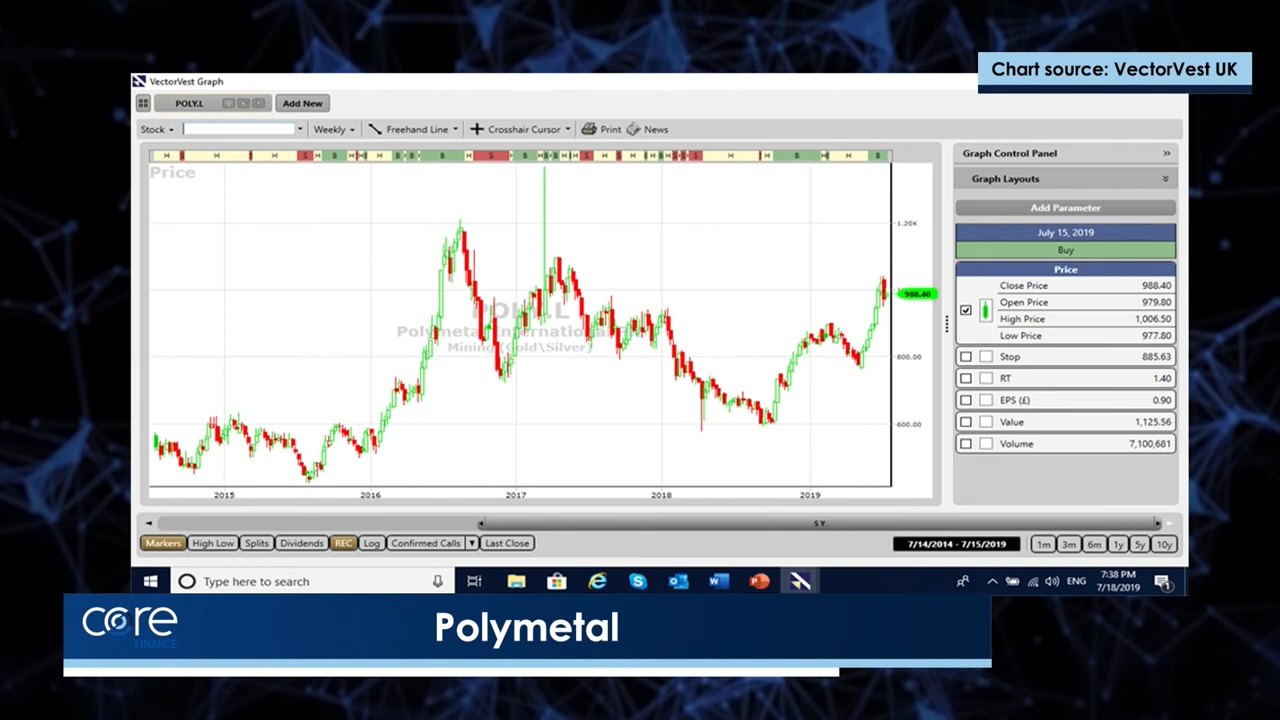 Chart source: VectorVest UK
VectorVest Graph
POLY.L
Add New
Stock
Weekly
Freehand Line
Crosshair Cursor
Print
News
Price
1.20K
988.40
800.00
600.00
POLY.L
Polymetal International
Mining (Gold\Silver)
2015 2016 2017 2018 2019
Graph Control Panel
Graph Layouts
Add Parameter
July 15, 2019
Buy
Price
Close Price 988.40
Open Price 979.80
High Price 1,006.50
Low Price 977.80
Stop 885.63
RT 1.40
EPS (£) 0.90
Value 1,125.56
Volume 7,100,681
5 Y
Markers High Low Splits Dividends REC Log Confirmed Calls Last Close
7/14/2014 - 7/15/2019 1m 3m 6m 1y 5y 10y
Type here to search
ENG
7:38 PM
7/18/2019
1
core
FINANCE
Polymetal